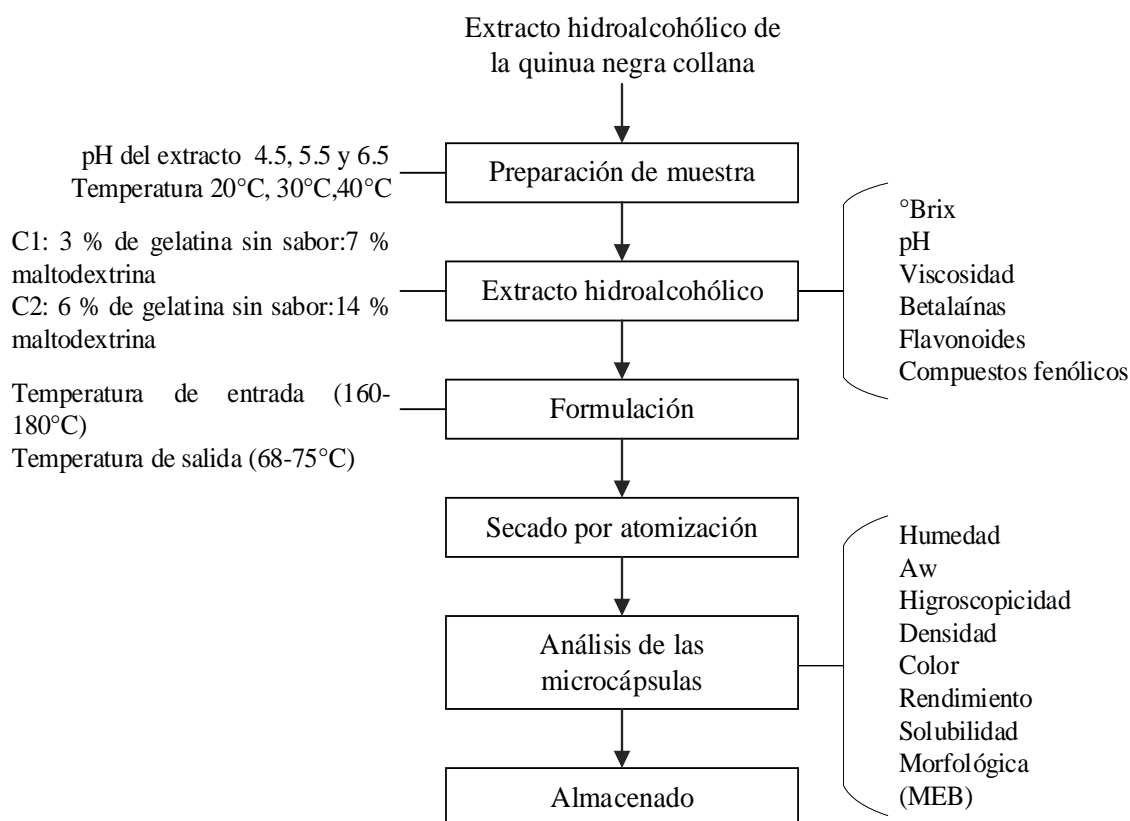 Extracto hidroalcohólico de
la quinua negra collana
pH del extracto 4.5, 5.5 y 6.5
Temperatura 20°C, 30°C,40°C
Preparación de muestra
C1: 3 % de gelatina sin sabor:7 %
maltodextrina
C2: 6 % de gelatina sin sabor:14 %
maltodextrina
Extracto hidroalcohólico
°Brix
pH
Viscosidad
Betalaínas
Flavonoides
Compuestos fenólicos
Temperatura de entrada (160-
180°C)
Temperatura de salida (68-75°C)
Formulación
Secado por atomización
Análisis de las
microcápsulas
Humedad
Aw
Higroscopicidad
Densidad
Color
Rendimiento
Solubilidad
Morfológica
(MEB)
Almacenado